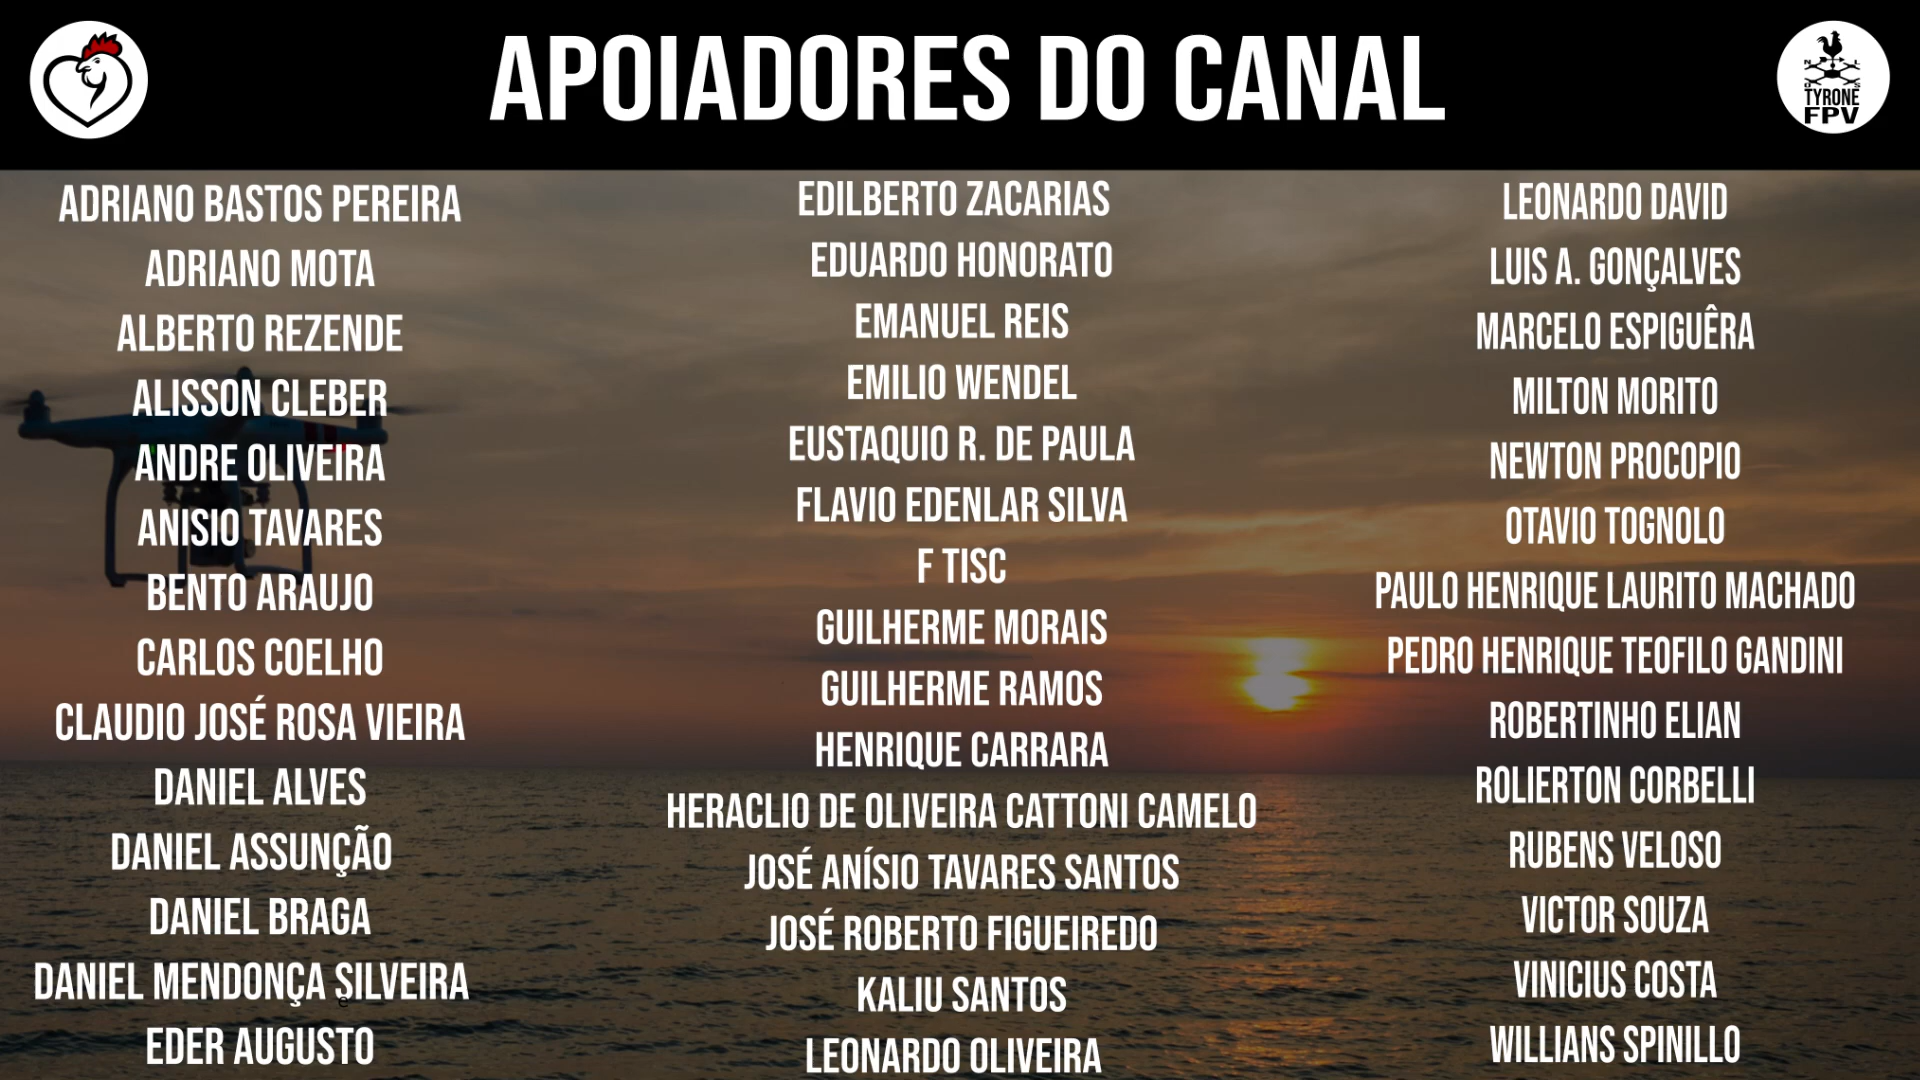 APOIADORES DO CANAL
N L
O S
TYRONE
FPV
ADRIANO BASTOS PEREIRA
ADRIANO MOTA
ALBERTO REZENDE
ALISSON CLEBER
ANDRE OLIVEIRA
ANISIO TAVARES
BENTO ARAUJO
CARLOS COELHO
CLAUDIO JOSÉ ROSA VIEIRA
DANIEL ALVES
DANIEL ASSUNÇÃO
DANIEL BRAGA
DANIEL MENDONÇA SILVEIRA
e
EDER AUGUSTO
EDILBERTO ZACARIAS
EDUARDO HONORATO
EMANUEL REIS
EMILIO WENDEL
EUSTAQUIO R. DE PAULA
FLAVIO EDENLAR SILVA
F TISC
GUILHERME MORAIS
GUILHERME RAMOS
HENRIQUE CARRARA
HERACLIO DE OLIVEIRA CATTONI CAMELO
JOSÉ ANÍSIO TAVARES SANTOS
JOSÉ ROBERTO FIGUEIREDO
KALIU SANTOS
LEONARDO OLIVEIRA
LEONARDO DAVID
LUIS A. GONÇALVES
MARCELO ESPIGUÊRA
MILTON MORITO
NEWTON PROCOPIO
OTAVIO TOGNOLO
PAULO HENRIQUE LAURITO MACHADO
PEDRO HENRIQUE TEOFILO GANDINI
ROBERTINHO ELIAN
ROLIERTON CORBELLI
RUBENS VELOSO
VICTOR SOUZA
VINICIUS COSTA
WILLIANS SPINILLO